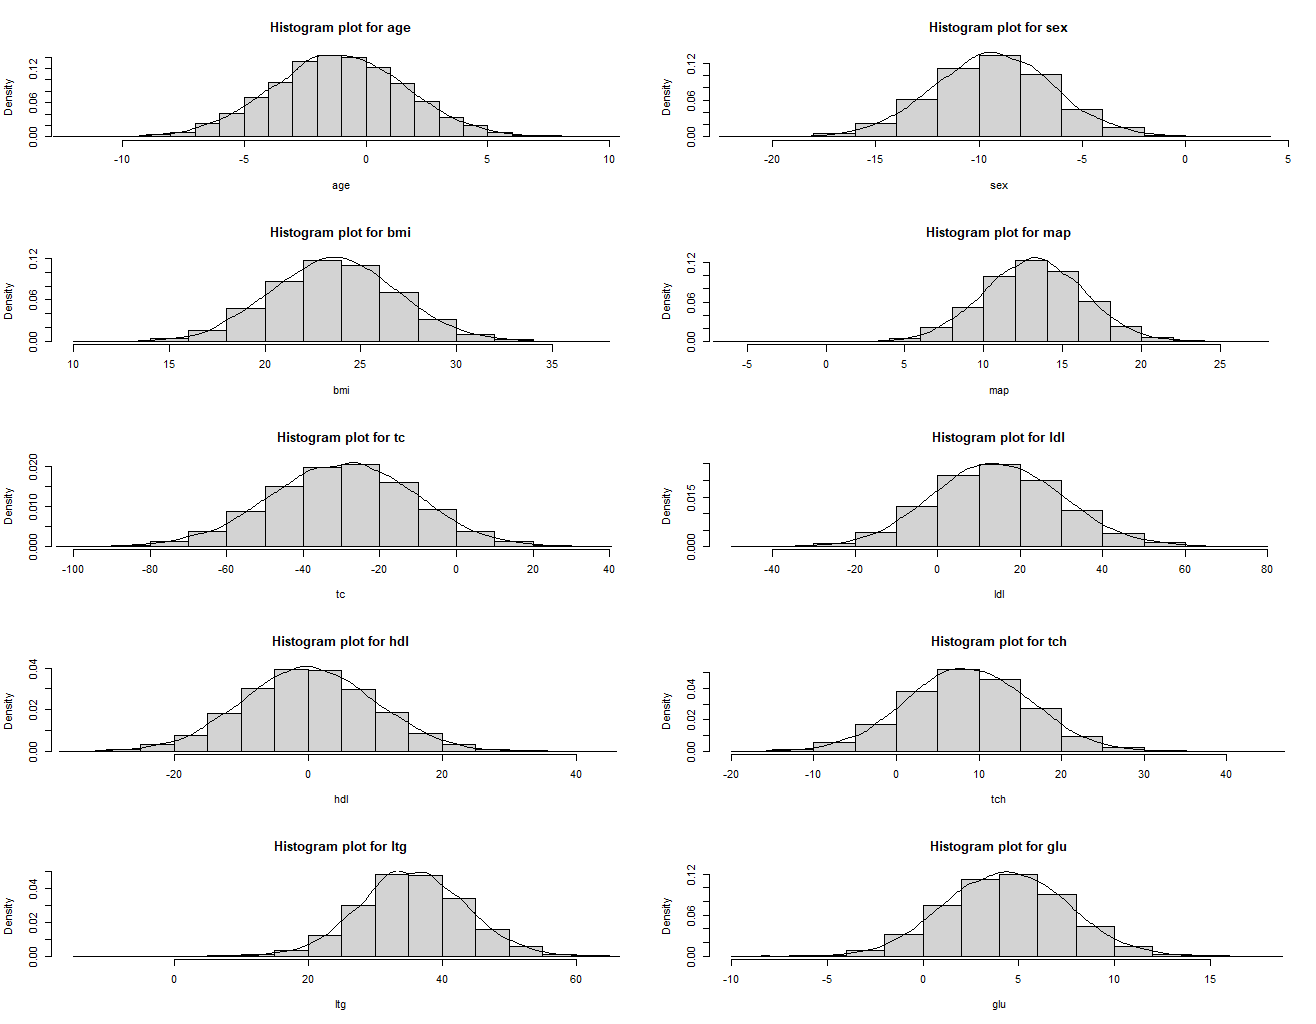 Histogram plot for age
Density
0.00 0.06 0.12
-10 -5 0 5 10
age
Histogram plot for sex
Density
0.00 0.06 0.12
-20 -15 -10 -5 0 5
sex
Histogram plot for bmi
Density
0.00 0.06 0.12
10 15 20 25 30 35
bmi
Histogram plot for map
Density
0.00 0.06 0.12
-5 0 5 10 15 20 25
map
Histogram plot for tc
Density
0.000 0.010 0.020
-100 -80 -60 -40 -20 0 20 40
tc
Histogram plot for ldl
Density
0.000 0.015
-40 -20 0 20 40 60 80
ldl
Histogram plot for hdl
Density
0.00 0.02 0.04
-20 0 20 40
hdl
Histogram plot for tch
Density
0.00 0.02 0.04
-20 -10 0 10 20 30 40
tch
Histogram plot for ltg
Density
0.00 0.02 0.04
0 20 40 60
ltg
Histogram plot for glu
Density
0.00 0.06 0.12
-10 -5 0 5 10 15
glu